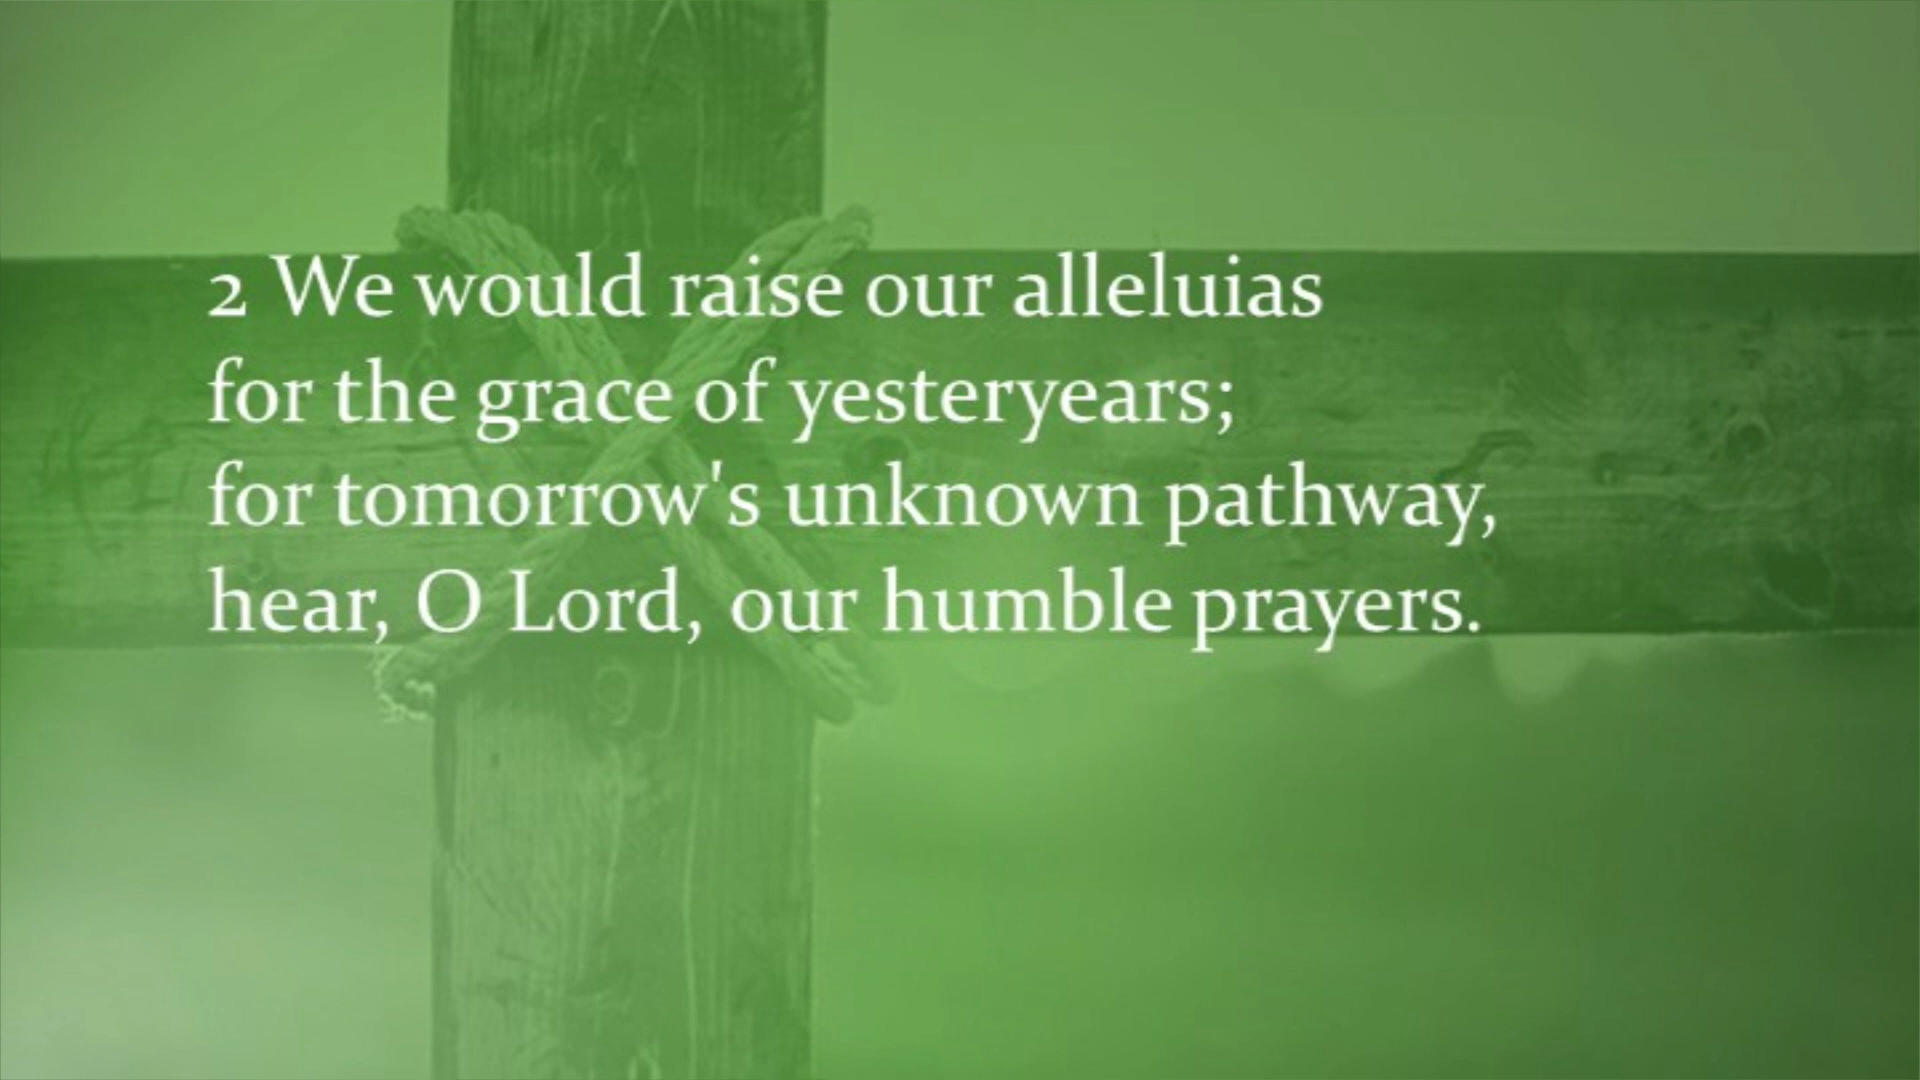 2 We would raise our alleluias
for the grace of yesteryears;
for tomorrow's unknown pathway,
hear, O Lord, our humble prayers.